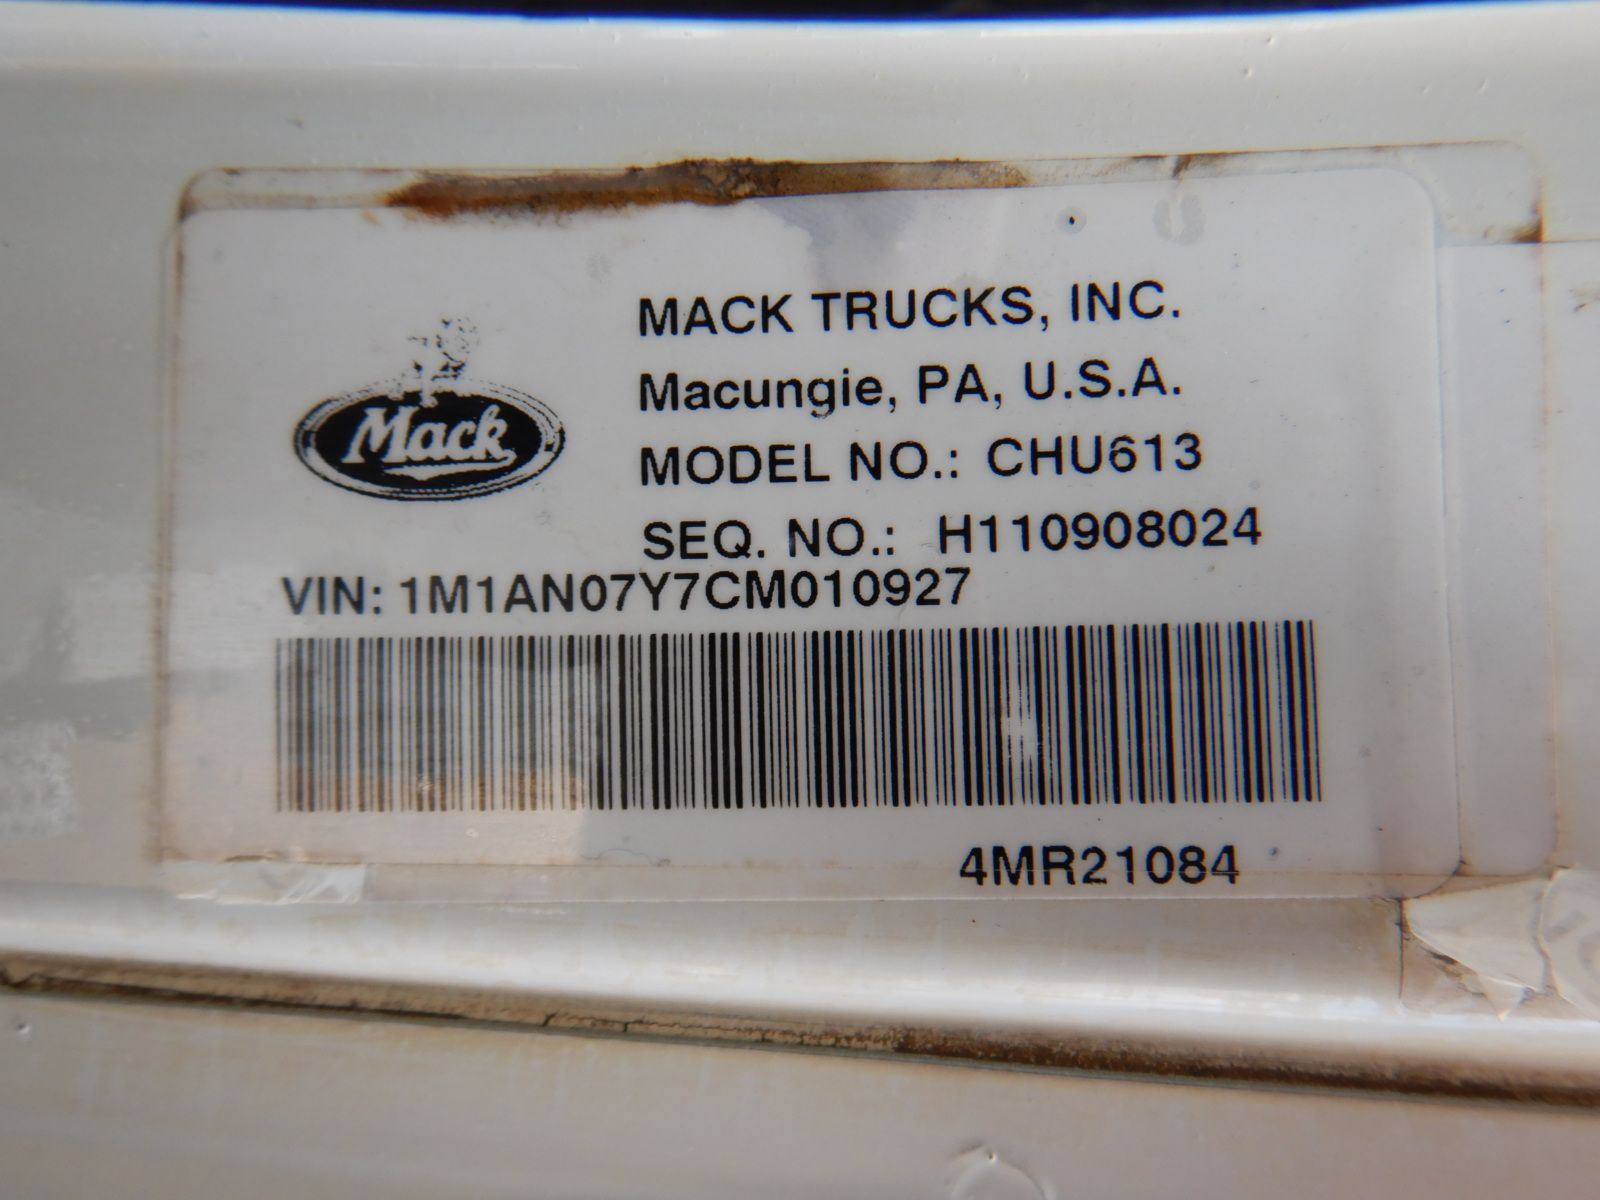 MACK TRUCKS, INC.
Macungie, PA, U.S.A.
Mack
MODEL NO.: CHU613
SEQ. NO.: H110908024
VIN: 1M1AN07Y7CM010927
4MR21084